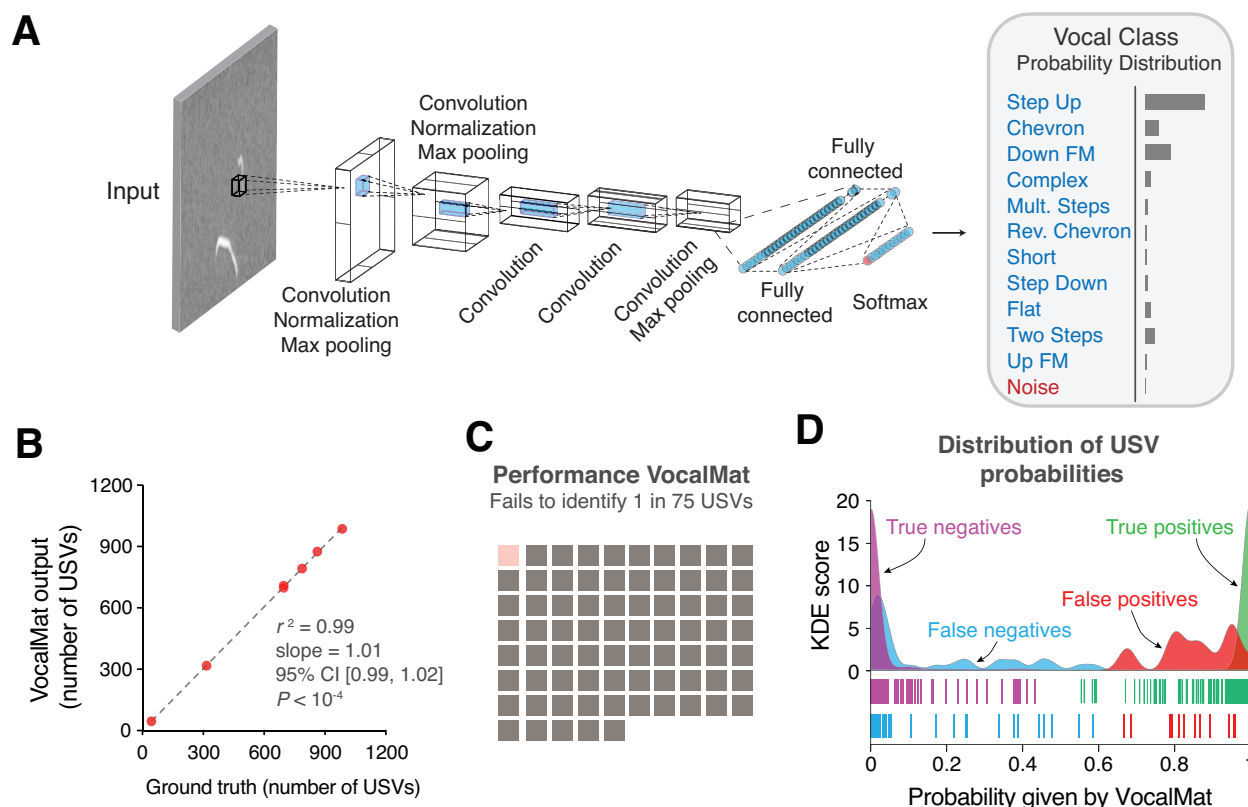 A
Input
Convolution
Normalization
Max pooling
Convolution
Normalization
Max pooling
Convolution
Convolution
Convolution
Max pooling
Fully
connected
Fully
connected
Softmax
Vocal Class
Probability Distribution
Step Up
Chevron
Down FM
Complex
Mult. Steps
Rev. Chevron
Short
Step Down
Flat
Two Steps
Up FM
Noise
B
VocalMat output
(number of USVs)
1200
900
600
300
0
r² = 0.99
slope = 1.01
95% CI [0.99, 1.02]
P < 10⁻⁴
0 300 600 900 1200
Ground truth (number of USVs)
C
Performance VocalMat
Fails to identify 1 in 75 USVs
D
Distribution of USV
probabilities
KDE score
20
15
10
5
0
True negatives
True positives
False positives
False negatives
0 0.2 0.4 0.6 0.8 1
Probability given by VocalMat